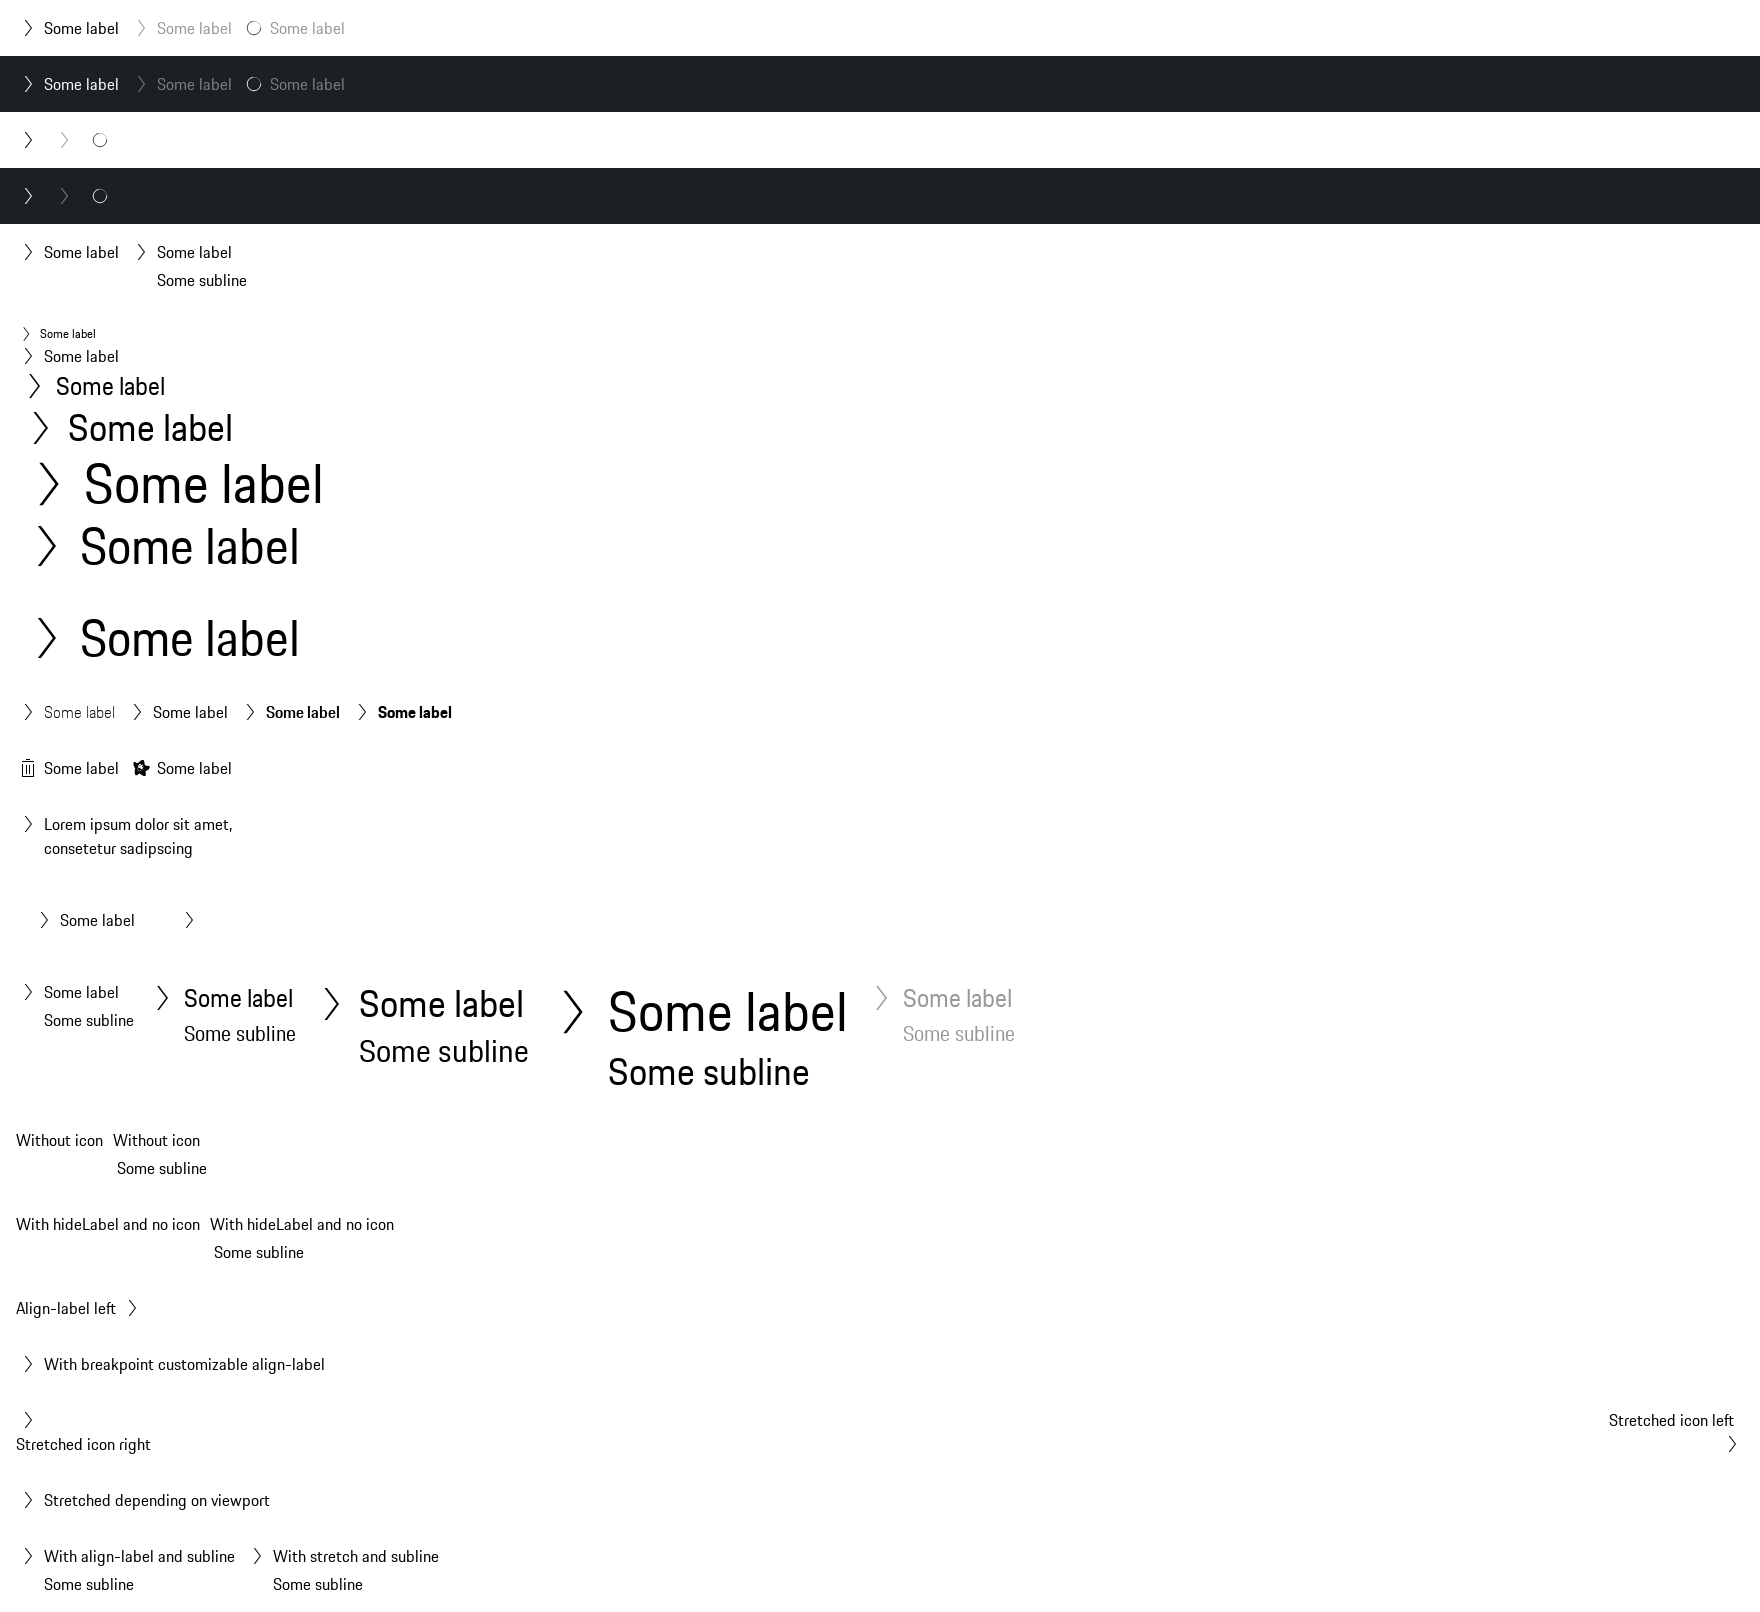 Some label Some label Some label
Some label Some label Some label
Some label Some label
Some subline
Some label
Some label
Some label
Some label
Some label
Some label
Some label
Some label Some label Some label Some label
Some label Some label
Lorem ipsum dolor sit amet,
consetetur sadipscing
Some label
Some label Some label Some label Some label Some label
Some subline Some subline Some subline Some subline Some subline
Without icon Without icon
Some subline
With hideLabel and no icon With hideLabel and no icon
Some subline
Align-label left
With breakpoint customizable align-label
Stretched icon left
Stretched icon right
Stretched depending on viewport
With align-label and subline With stretch and subline
Some subline Some subline